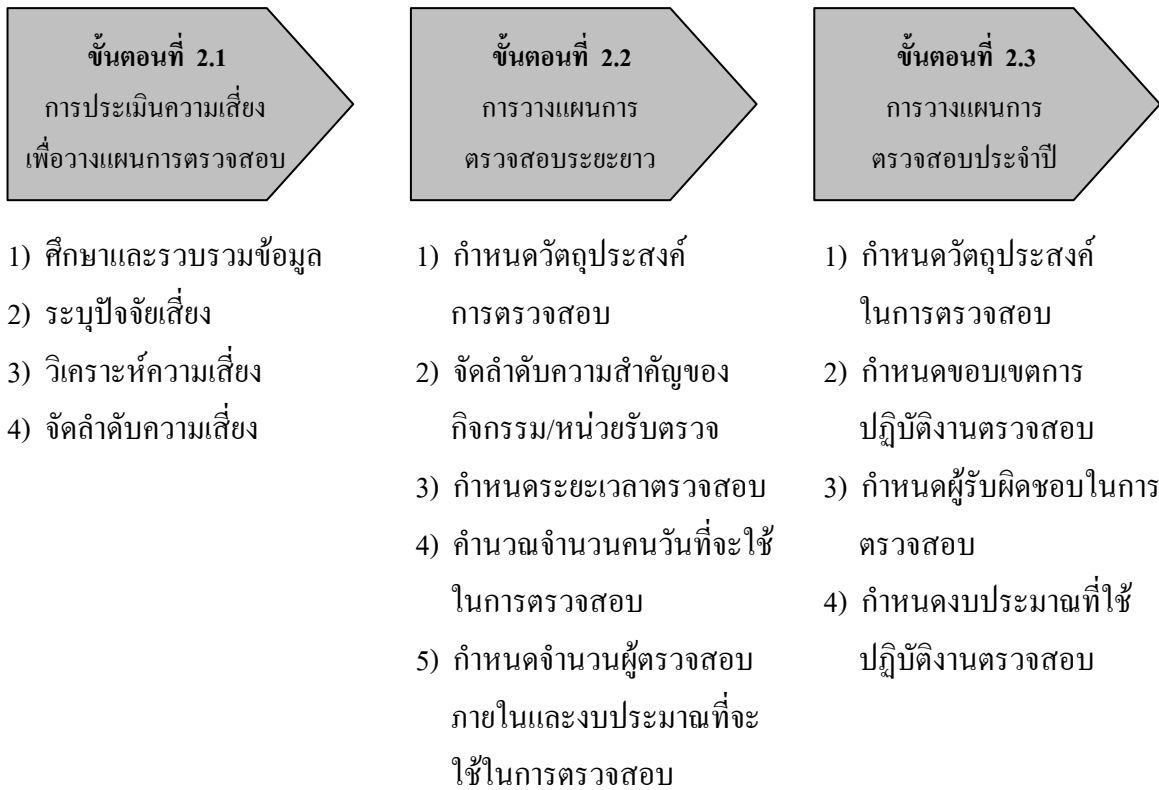 ขั้นตอนที่ 2.1
การประเมินความเสี่ยง
เพื่อวางแผนการตรวจสอบ
1) ศึกษาและรวบรวมข้อมูล
2) ระบุปัจจัยเสี่ยง
3) วิเคราะห์ความเสี่ยง
4) จัดลำดับความเสี่ยง
ขั้นตอนที่ 2.2
การวางแผนการ
ตรวจสอบระยะยาว
1) กำหนดวัตถุประสงค์
การตรวจสอบ
2) จัดลำดับความสำคัญของ
กิจกรรม/หน่วยรับตรวจ
3) กำหนดระยะเวลาตรวจสอบ
4) คำนวณจำนวนคนวันที่จะใช้
ในการตรวจสอบ
5) กำหนดจำนวนผู้ตรวจสอบ
ภายในและงบประมาณที่จะ
ใช้ในการตรวจสอบ
ขั้นตอนที่ 2.3
การวางแผนการ
ตรวจสอบประจำปี
1) กำหนดวัตถุประสงค์
ในการตรวจสอบ
2) กำหนดขอบเขตการ
ปฏิบัติงานตรวจสอบ
3) กำหนดผู้รับผิดชอบในการ
ตรวจสอบ
4) กำหนดงบประมาณที่ใช้
ปฏิบัติงานตรวจสอบ